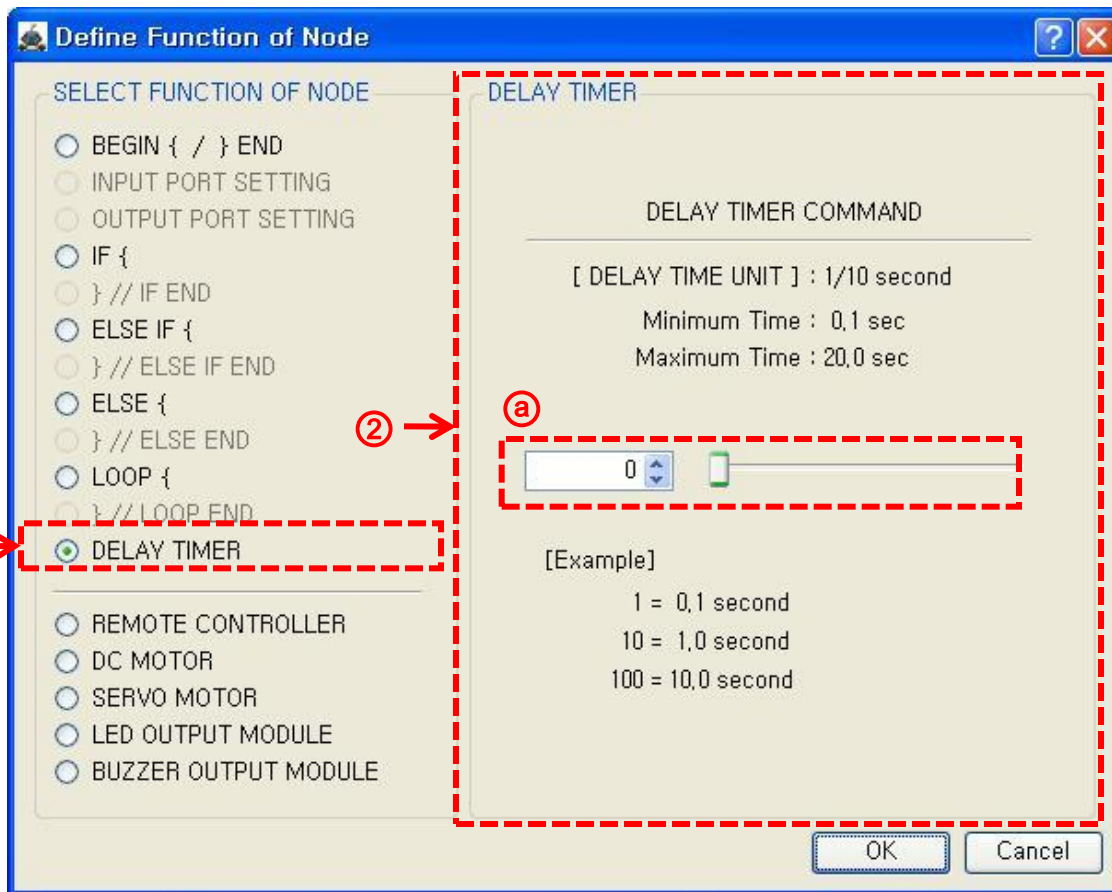 Define Function of Node
SELECT FUNCTION OF NODE
BEGIN { / } END
INPUT PORT SETTING
OUTPUT PORT SETTING
IF {
} // IF END
ELSE IF {
} // ELSE IF END
ELSE {
} // ELSE END
LOOP {
} // LOOP END
DELAY TIMER
REMOTE CONTROLLER
DC MOTOR
SERVO MOTOR
LED OUTPUT MODULE
BUZZER OUTPUT MODULE
②
DELAY TIMER
DELAY TIMER COMMAND
[ DELAY TIME UNIT ] : 1/10 second
Minimum Time : 0,1 sec
Maximum Time : 20,0 sec
ⓐ
0
[Example]
1 = 0,1 second
10 = 1,0 second
100 = 10,0 second
OK
Cancel